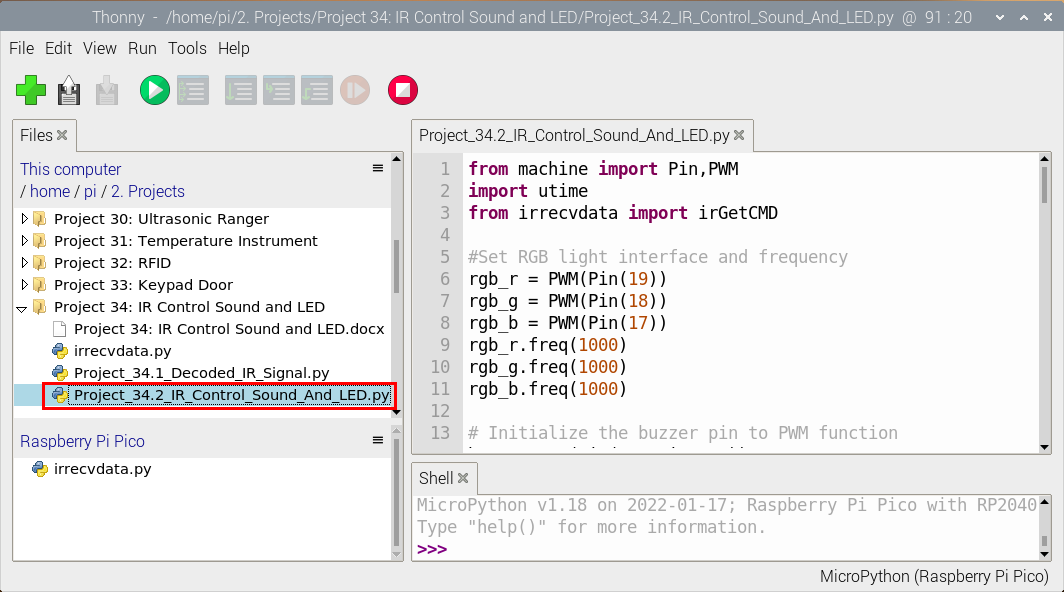 Thonny - /home/pi/2. Projects/Project 34: IR Control Sound and LED/Project_34.2_IR_Control_Sound_And_LED.py @ 91 : 20
File Edit View Run Tools Help
Files
This computer
/ home / pi / 2. Projects
Project 30: Ultrasonic Ranger
Project 31: Temperature Instrument
Project 32: RFID
Project 33: Keypad Door
Project 34: IR Control Sound and LED
Project 34: IR Control Sound and LED.docx
irrecvdata.py
Project_34.1_Decoded_IR_Signal.py
Project_34.2_IR_Control_Sound_And_LED.py
Raspberry Pi Pico
irrecvdata.py
Project_34.2_IR_Control_Sound_And_LED.py
1 from machine import Pin,PWM
2 import utime
3 from irrecvdata import irGetCMD
4
5 #Set RGB light interface and frequency
6 rgb_r = PWM(Pin(19))
7 rgb_g = PWM(Pin(18))
8 rgb_b = PWM(Pin(17))
9 rgb_r.freq(1000)
10 rgb_g.freq(1000)
11 rgb_b.freq(1000)
12
13 # Initialize the buzzer pin to PWM function
Shell
MicroPython v1.18 on 2022-01-17; Raspberry Pi Pico with RP2040
Type "help()" for more information.
>>>
MicroPython (Raspberry Pi Pico)